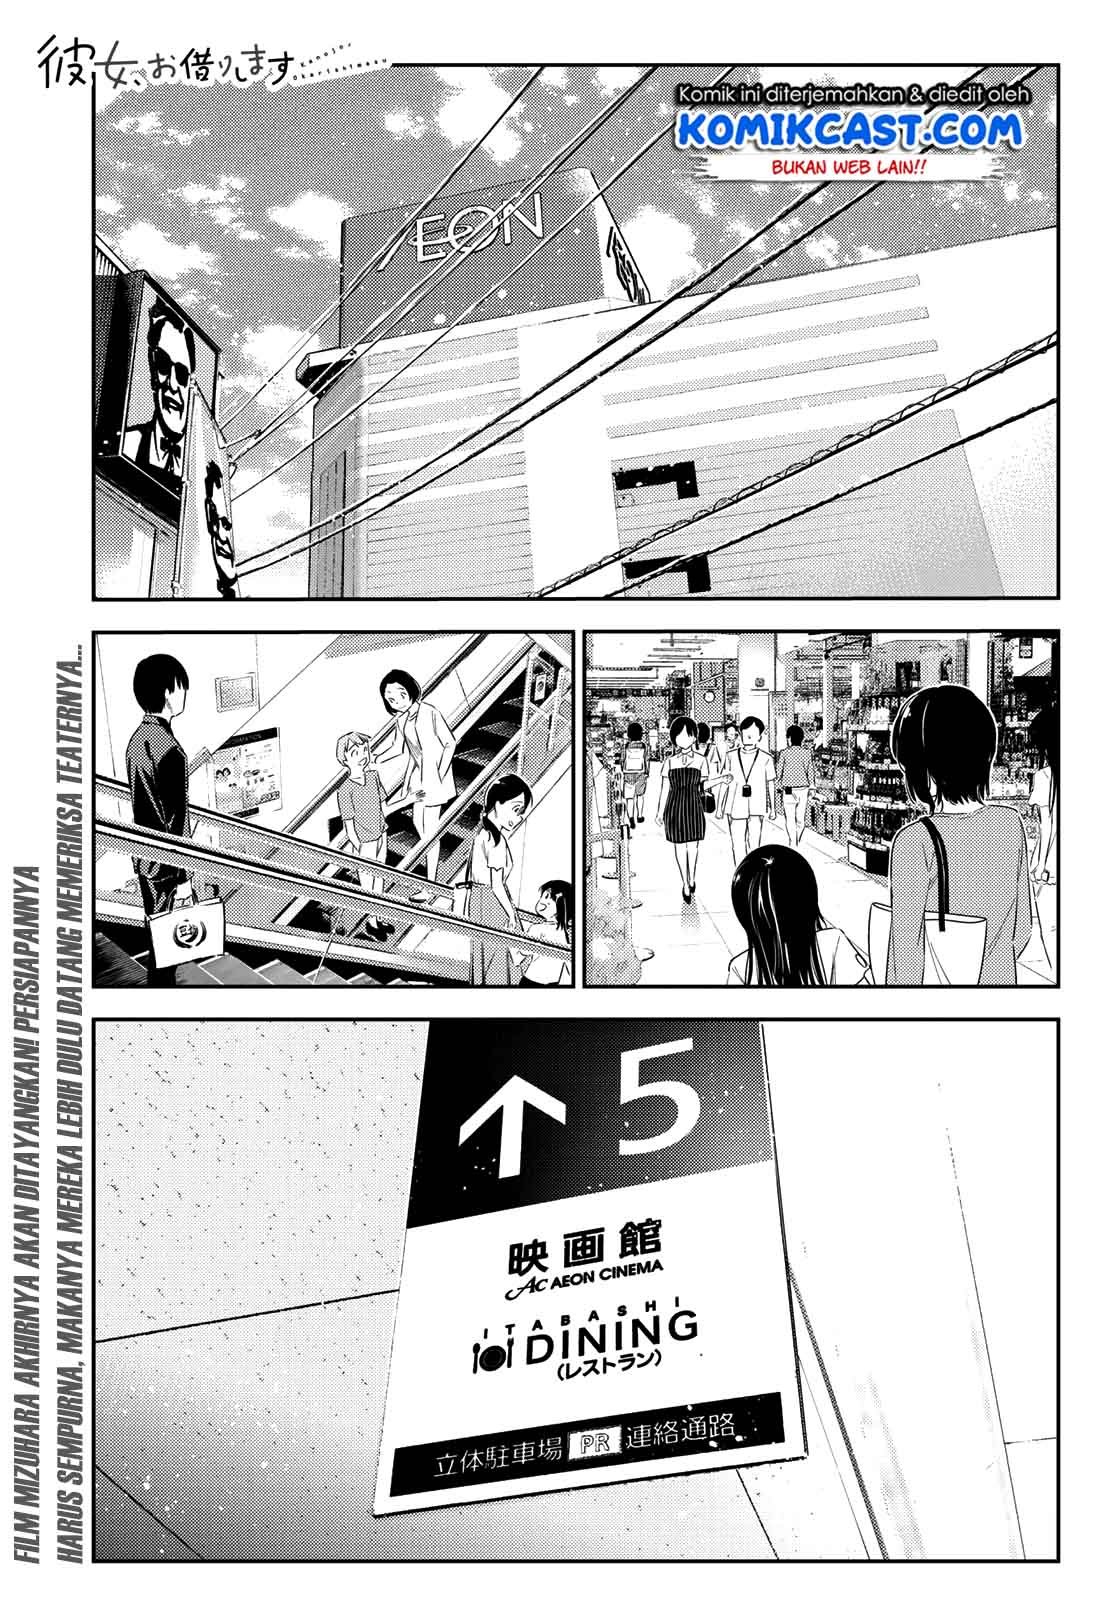 彼女、お借りします
Komik ini diterjemahkan & diedit oleh
KOMIKCAST.COM
BUKAN WEB LAIN!!
ÆON
FILM MIZUHARA AKHIRNYA AKAN DITAYANGKAN! PERSIAPANNYA
HARUS SEMPURNA, MAKANYA MEREKA LEBIH DULU DATANG MEMERIKSA TEATERNYA...
↑ 5
映画館
AC AEON CINEMA
ITABASHI
DINING
(レストラン)
立体駐車場 PR 連絡通路